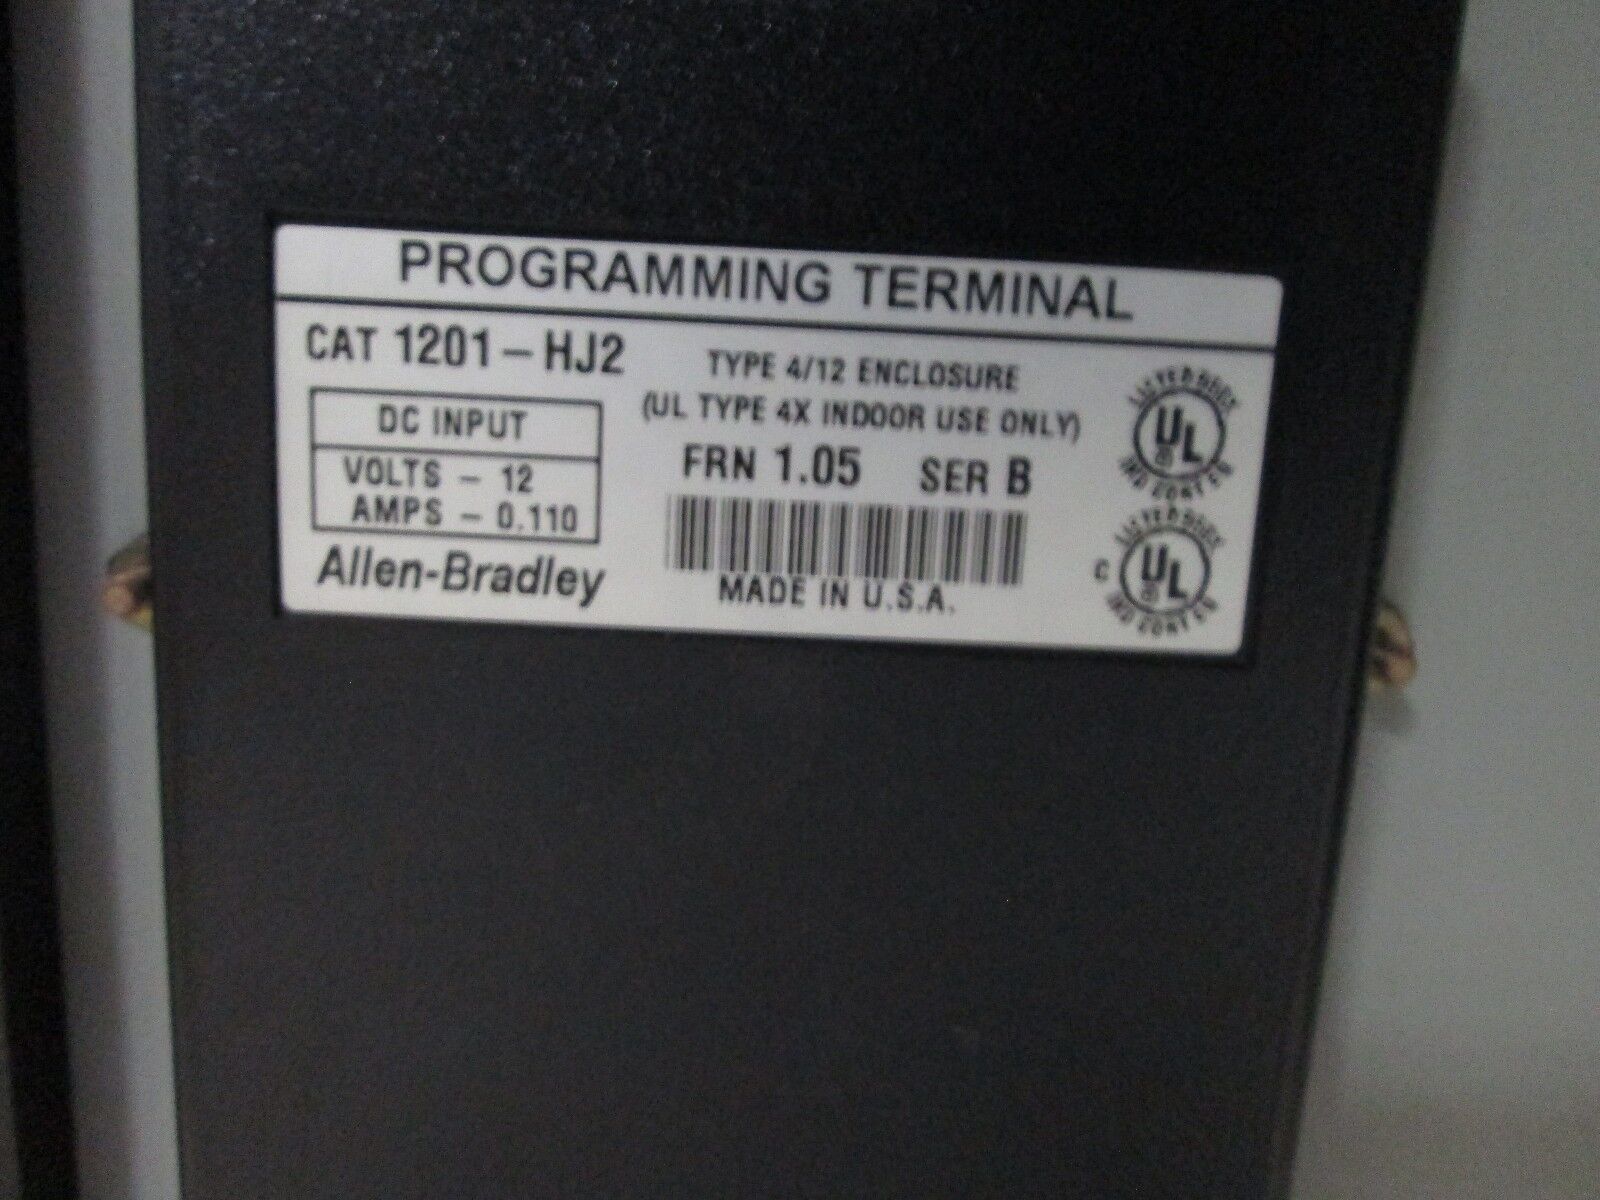 PROGRAMMING TERMINAL
CAT 1201-HJ2
TYPE 4/12 ENCLOSURE
(UL TYPE 4X INDOOR USE ONLY)
DC INPUT
VOLTS - 12
AMPS - 0.110
FRN 1.05 SER B
Allen-Bradley
MADE IN U.S.A.
UL
C UL